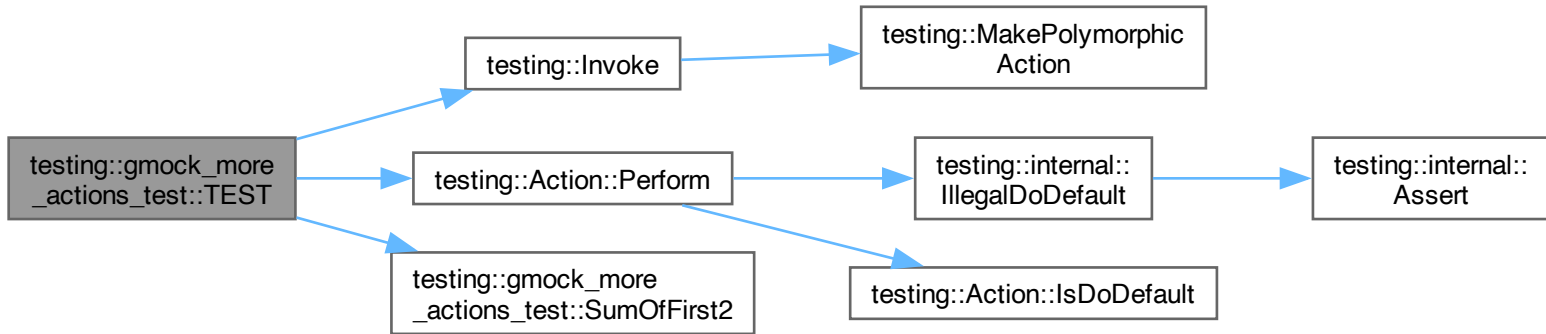 testing::gmock_more
_actions_test::TEST
testing::Invoke
testing::MakePolymorphic
Action
testing::Action::Perform
testing::internal::
IllegalDoDefault
testing::internal::
Assert
testing::Action::IsDoDefault
testing::gmock_more
_actions_test::SumOfFirst2